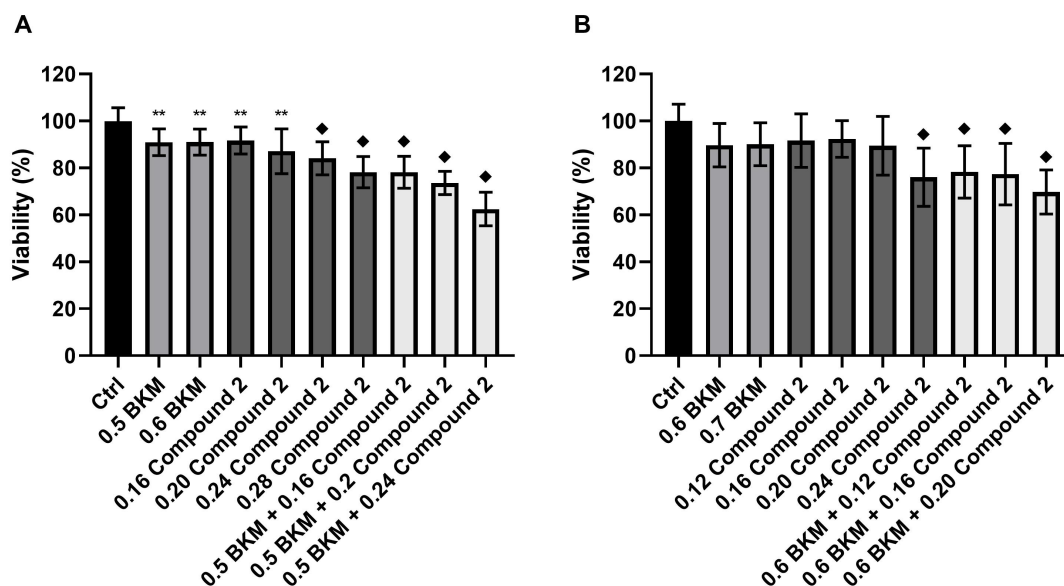 A
Viability (%)
120
100
80
60
40
20
0
** ** ** ** ◆ ◆ ◆ ◆ ◆
Ctrl
0.5 BKM
0.6 BKM
0.16 Compound 2
0.20 Compound 2
0.24 Compound 2
0.28 Compound 2
0.5 BKM + 0.16 Compound 2
0.5 BKM + 0.2 Compound 2
0.5 BKM + 0.24 Compound 2
B
Viability (%)
120
100
80
60
40
20
0
◆ ◆ ◆ ◆
Ctrl
0.6 BKM
0.7 BKM
0.12 Compound 2
0.16 Compound 2
0.20 Compound 2
0.24 Compound 2
0.6 BKM + 0.12 Compound 2
0.6 BKM + 0.16 Compound 2
0.6 BKM + 0.20 Compound 2